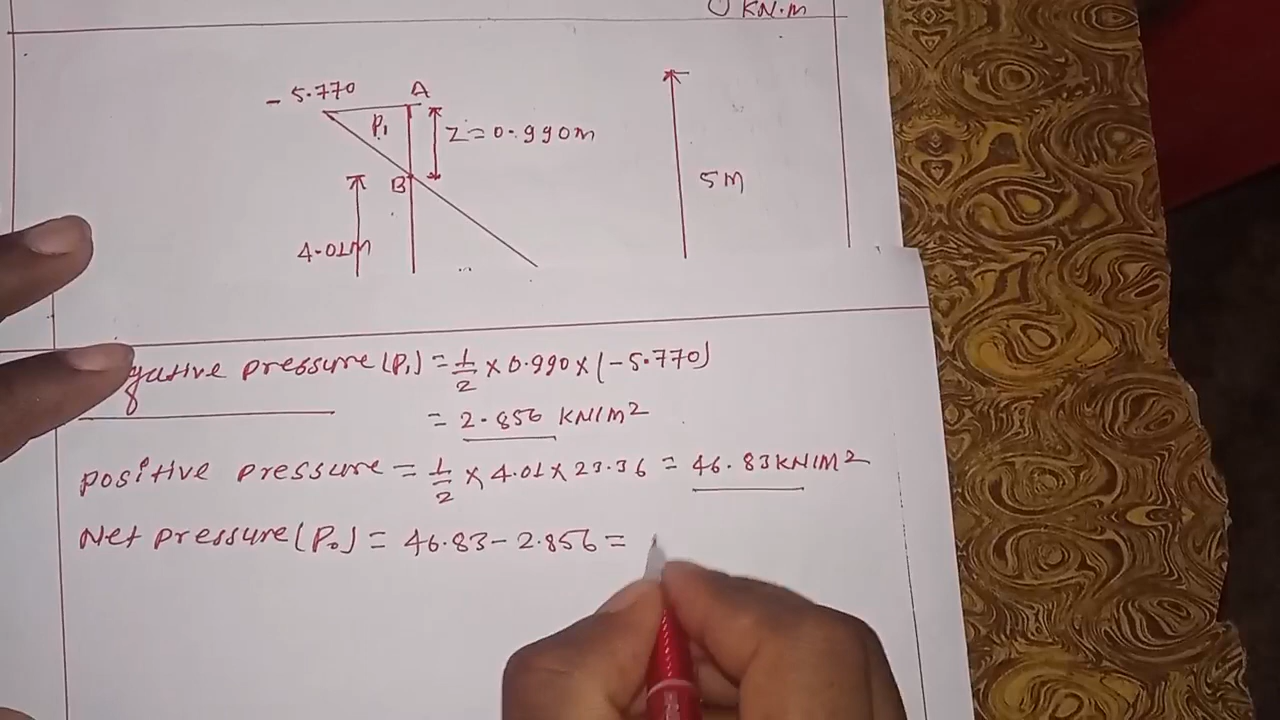 KN.m
- 5.770 A
P₁ Z=0.990m
B 5M
4.01m
gative pressure(P₁) = 1/2 × 0.990 × (-5.770)
= 2.856 KN/m2
positive pressure = 1/2 × 4.01 × 23.36 = 46.83KN/M2
Net pressure(P₀) = 46.83 - 2.856 =